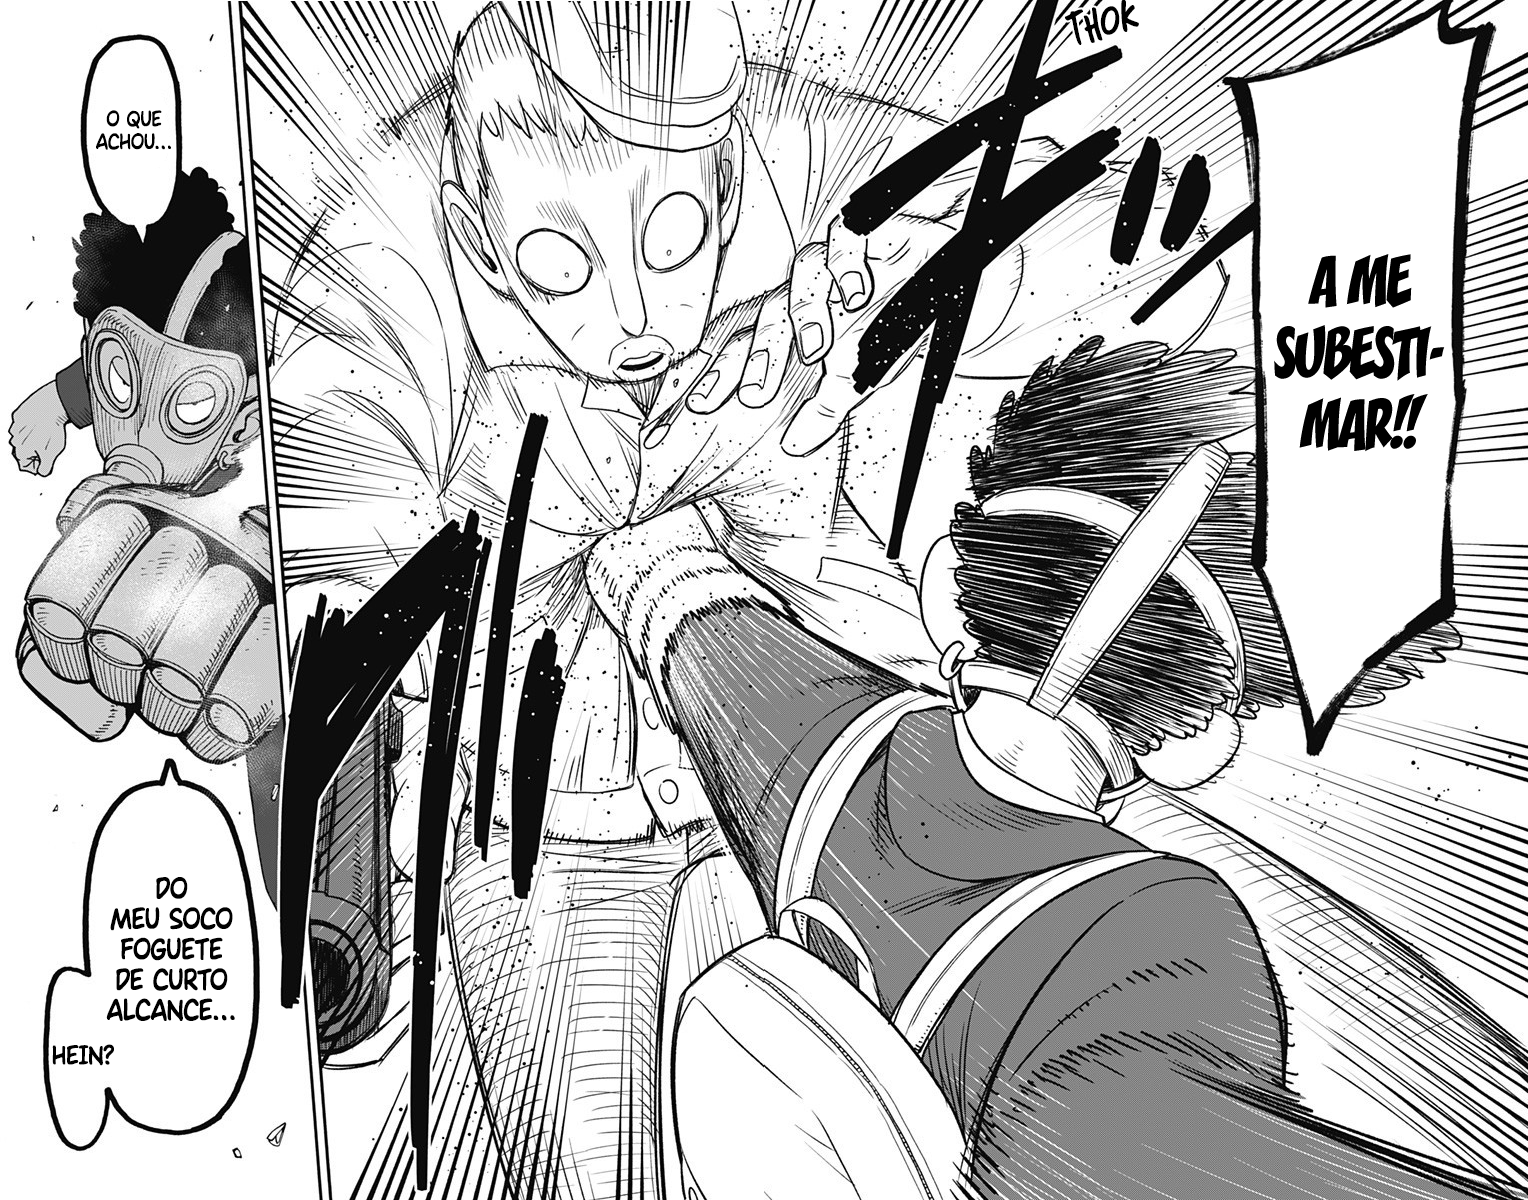 THOK
A ME
SUBESTI-
MAR!!
O QUE
ACHOU...
DO
MEU SOCO
FOGUETE
DE CURTO
ALCANCE...
HEIN?